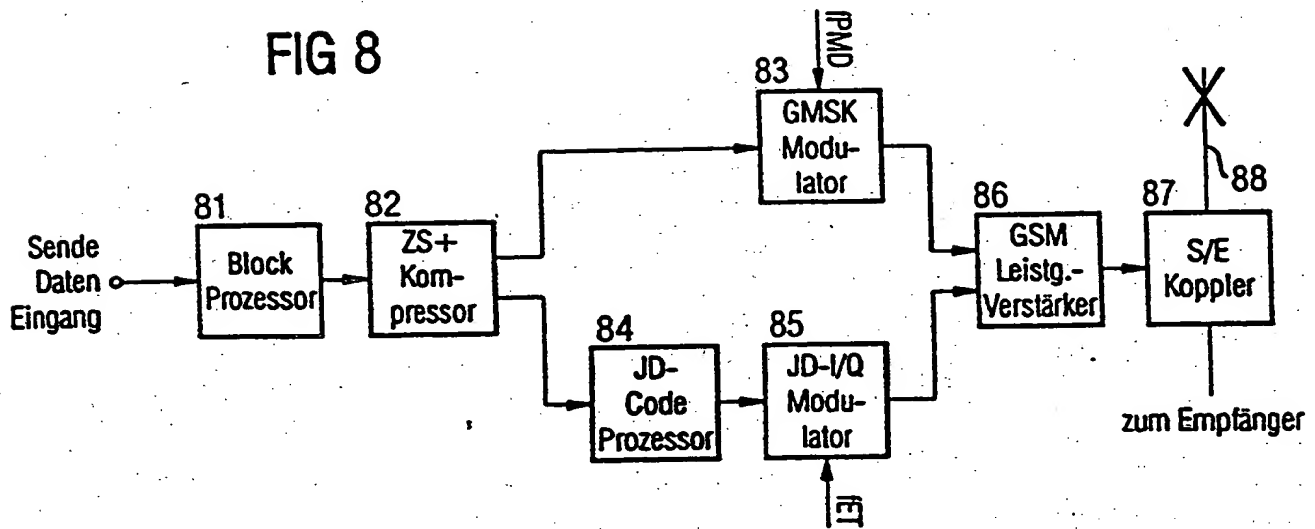 FIG 8
fPMD
83
GMSK
Modu-
lator
88
81
82
86
87
Sende
Daten
Eingang
Block
Prozessor
ZS+
Kom-
pressor
GSM
Leistg.-
Verstärker
S/E
Koppler
84
85
JD-
Code
Prozessor
JD-I/Q
Modu-
lator
zum Empfänger
fET